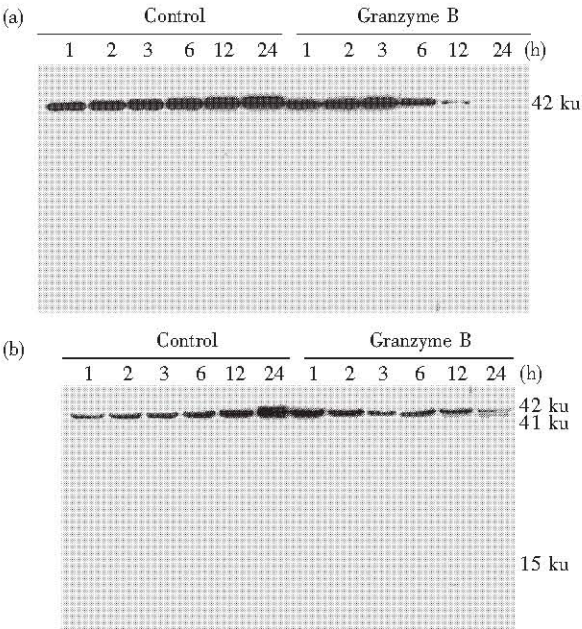 (a) Control Granzyme B
1 2 3 6 12 24 1 2 3 6 12 24 (h)
42 ku
(b) Control Granzyme B
1 2 3 6 12 24 1 2 3 6 12 24 (h)
42 ku
41 ku
15 ku